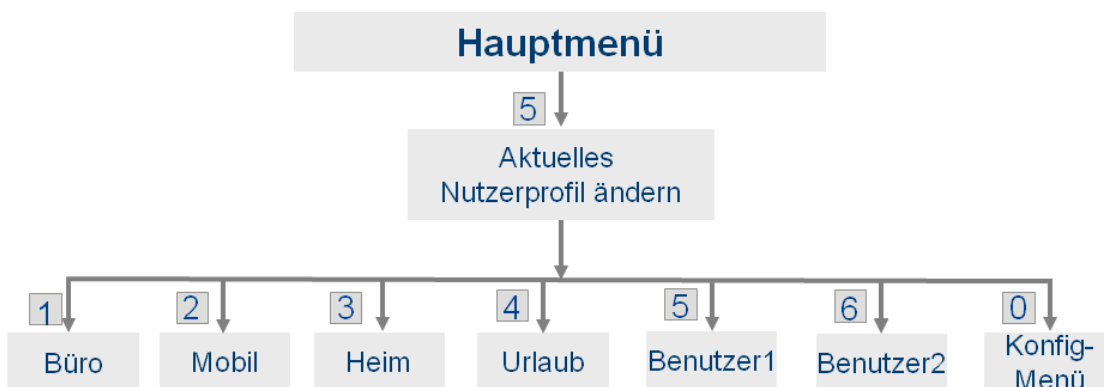 Hauptmenü
5
Aktuelles
Nutzerprofil ändern
1 2 3 4 5 6 0
Büro Mobil Heim Urlaub Benutzer1 Benutzer2 Konfig-
Menü